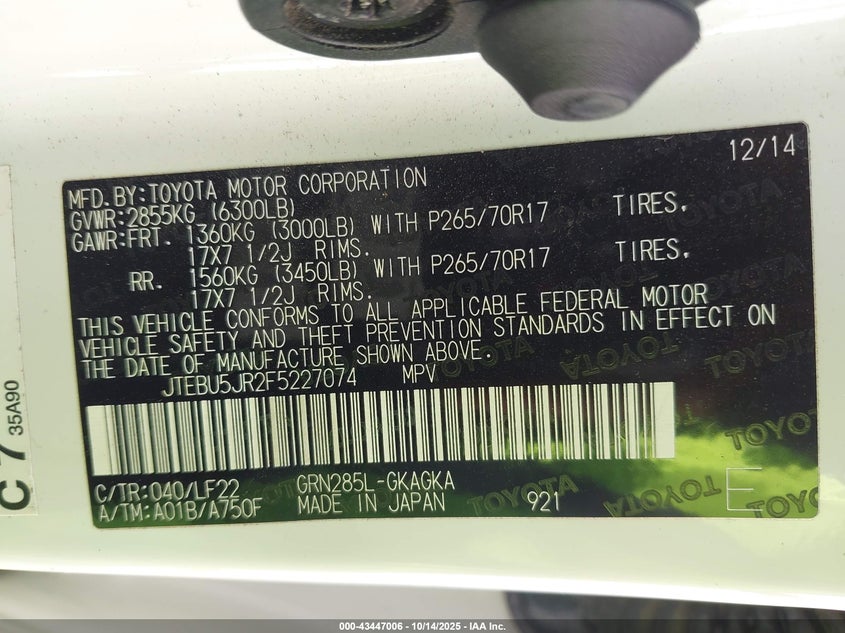 12/14
MFD.BY:TOYOTA MOTOR CORPORATION
GVWR:2855KG (6300LB)
GAWR:FRT. 1360KG (3000LB) WITH P265/70R17 TIRES.
17X7 1/2J RIMS.
RR. 1560KG (3450LB) WITH P265/70R17 TIRES.
17X7 1/2J RIMS.
THIS VEHICLE CONFORMS TO ALL APPLICABLE FEDERAL MOTOR
VEHICLE SAFETY AND THEFT PREVENTION STANDARDS IN EFFECT ON
THE DATE OF MANUFACTURE SHOWN ABOVE.
JTEBU5JR2F5227074 MPV
C/TR:040/LF22 GRN285L-GKAGKA
A/TM:A01B/A750F MADE IN JAPAN 921 E
C 7
35A90
000-43447006 - 10/14/2025 - IAA Inc.